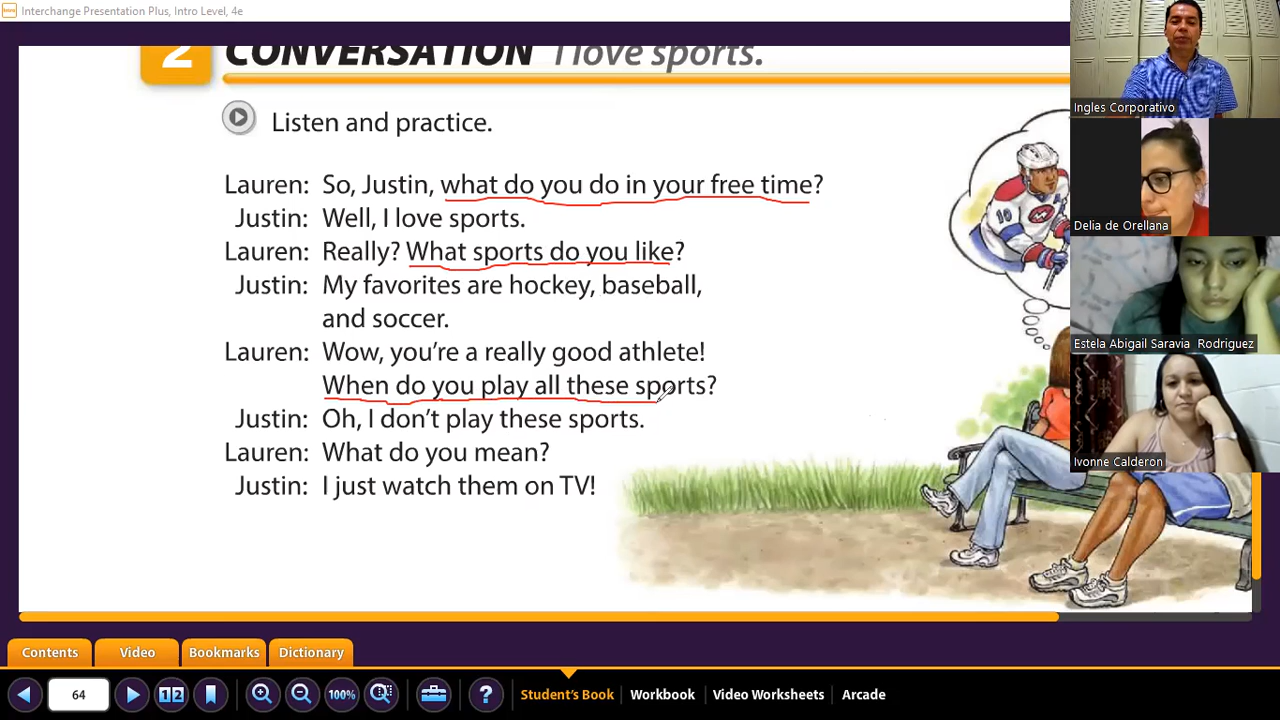 Interchange Presentation Plus, Intro Level, 4e
2 CONVERSATION I love sports.
Listen and practice.
Lauren: So, Justin, what do you do in your free time?
Justin: Well, I love sports.
Lauren: Really? What sports do you like?
Justin: My favorites are hockey, baseball,
and soccer.
Lauren: Wow, you're a really good athlete!
When do you play all these sports?
Justin: Oh, I don't play these sports.
Lauren: What do you mean?
Justin: I just watch them on TV!
10
Ingles Corporativo
Delia de Orellana
Estela Abigail Saravia Rodriguez
Ivonne Calderon
Contents Video Bookmarks Dictionary
64 1 2 100% ? Student's Book Workbook Video Worksheets Arcade